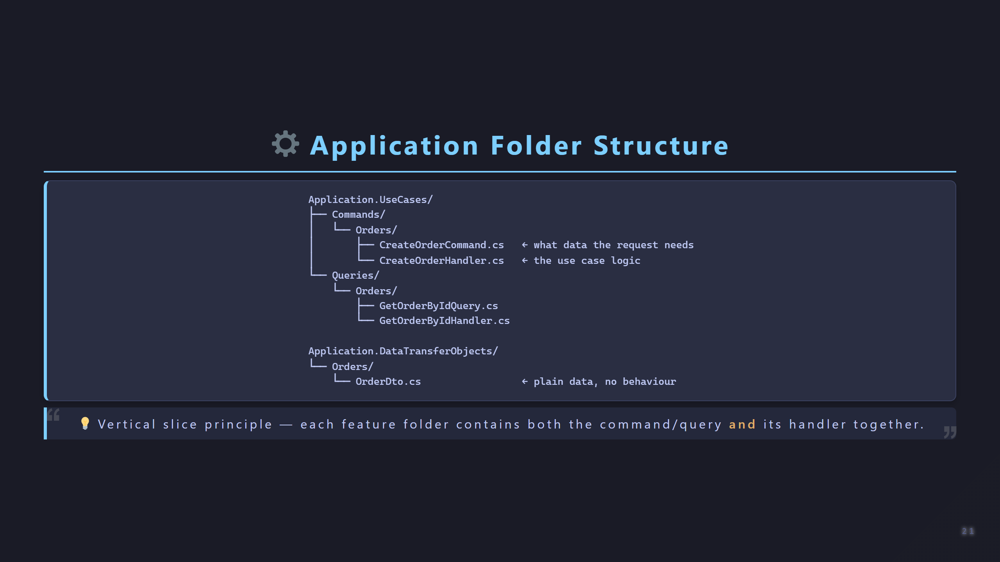 ⚙ Application Folder Structure
Application.UseCases/
├── Commands/
│   └── Orders/
│       ├── CreateOrderCommand.cs   ← what data the request needs
│       └── CreateOrderHandler.cs   ← the use case logic
└── Queries/
    └── Orders/
        ├── GetOrderByIdQuery.cs
        └── GetOrderByIdHandler.cs
Application.DataTransferObjects/
└── Orders/
    └── OrderDto.cs                 ← plain data, no behaviour
“ 💡 Vertical slice principle — each feature folder contains both the command/query and its handler together. ”
21